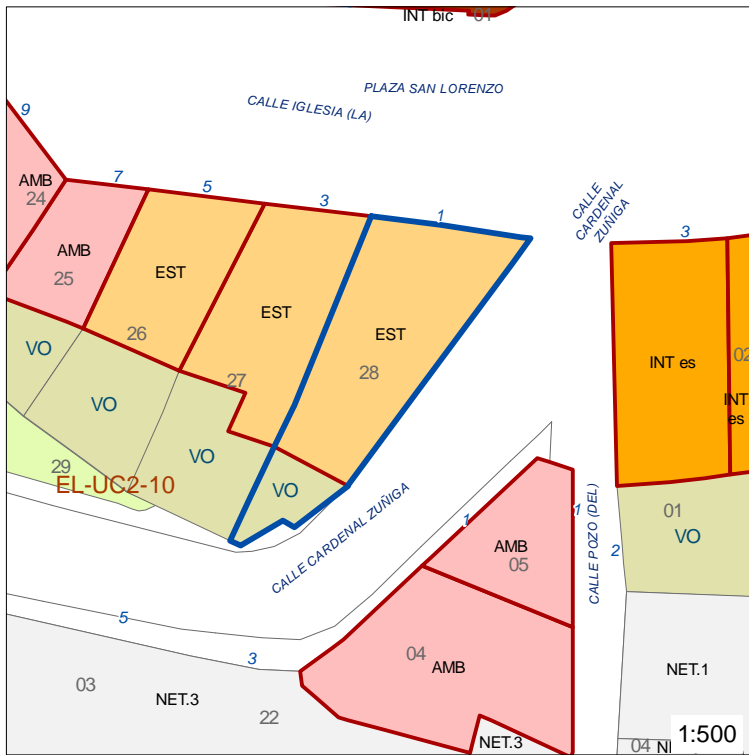 INT bic
01
PLAZA SAN LORENZO
CALLE IGLESIA (LA)
9
7
5
3
1
CALLE
CARDENAL
ZUÑIGA
3
AMB
24
AMB
25
EST
26
EST
27
EST
28
INT es
02
INT
es
VO
VO
VO
VO
29
EL-UC2-10
01
VO
CALLE CARDENAL ZUÑIGA
CALLE POZO (DEL)
1
1
2
AMB
05
5
3
04
AMB
03
NET.3
22
NET.3
NET.1
04
1:500